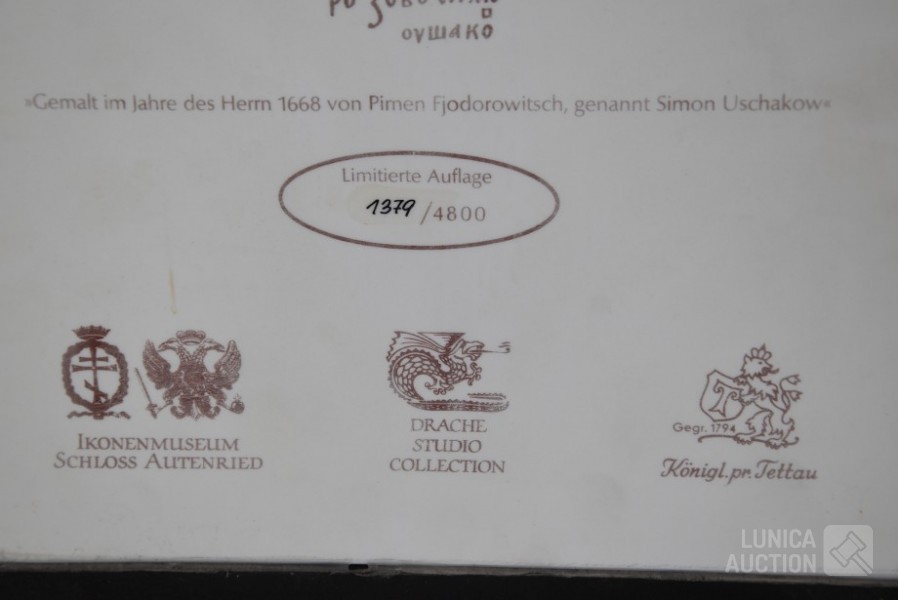 оушако
»Gemalt im Jahre des Herrn 1668 von Pimen Fjodorowitsch, genannt Simon Uschakow«
Limitierte Auflage
1379 /4800
IKONENMUSEUM
SCHLOSS AUTENRIED
DRACHE
STUDIO
COLLECTION
Gegr. 1794
Königl. pr. Tettau
LUNICA
AUCTION